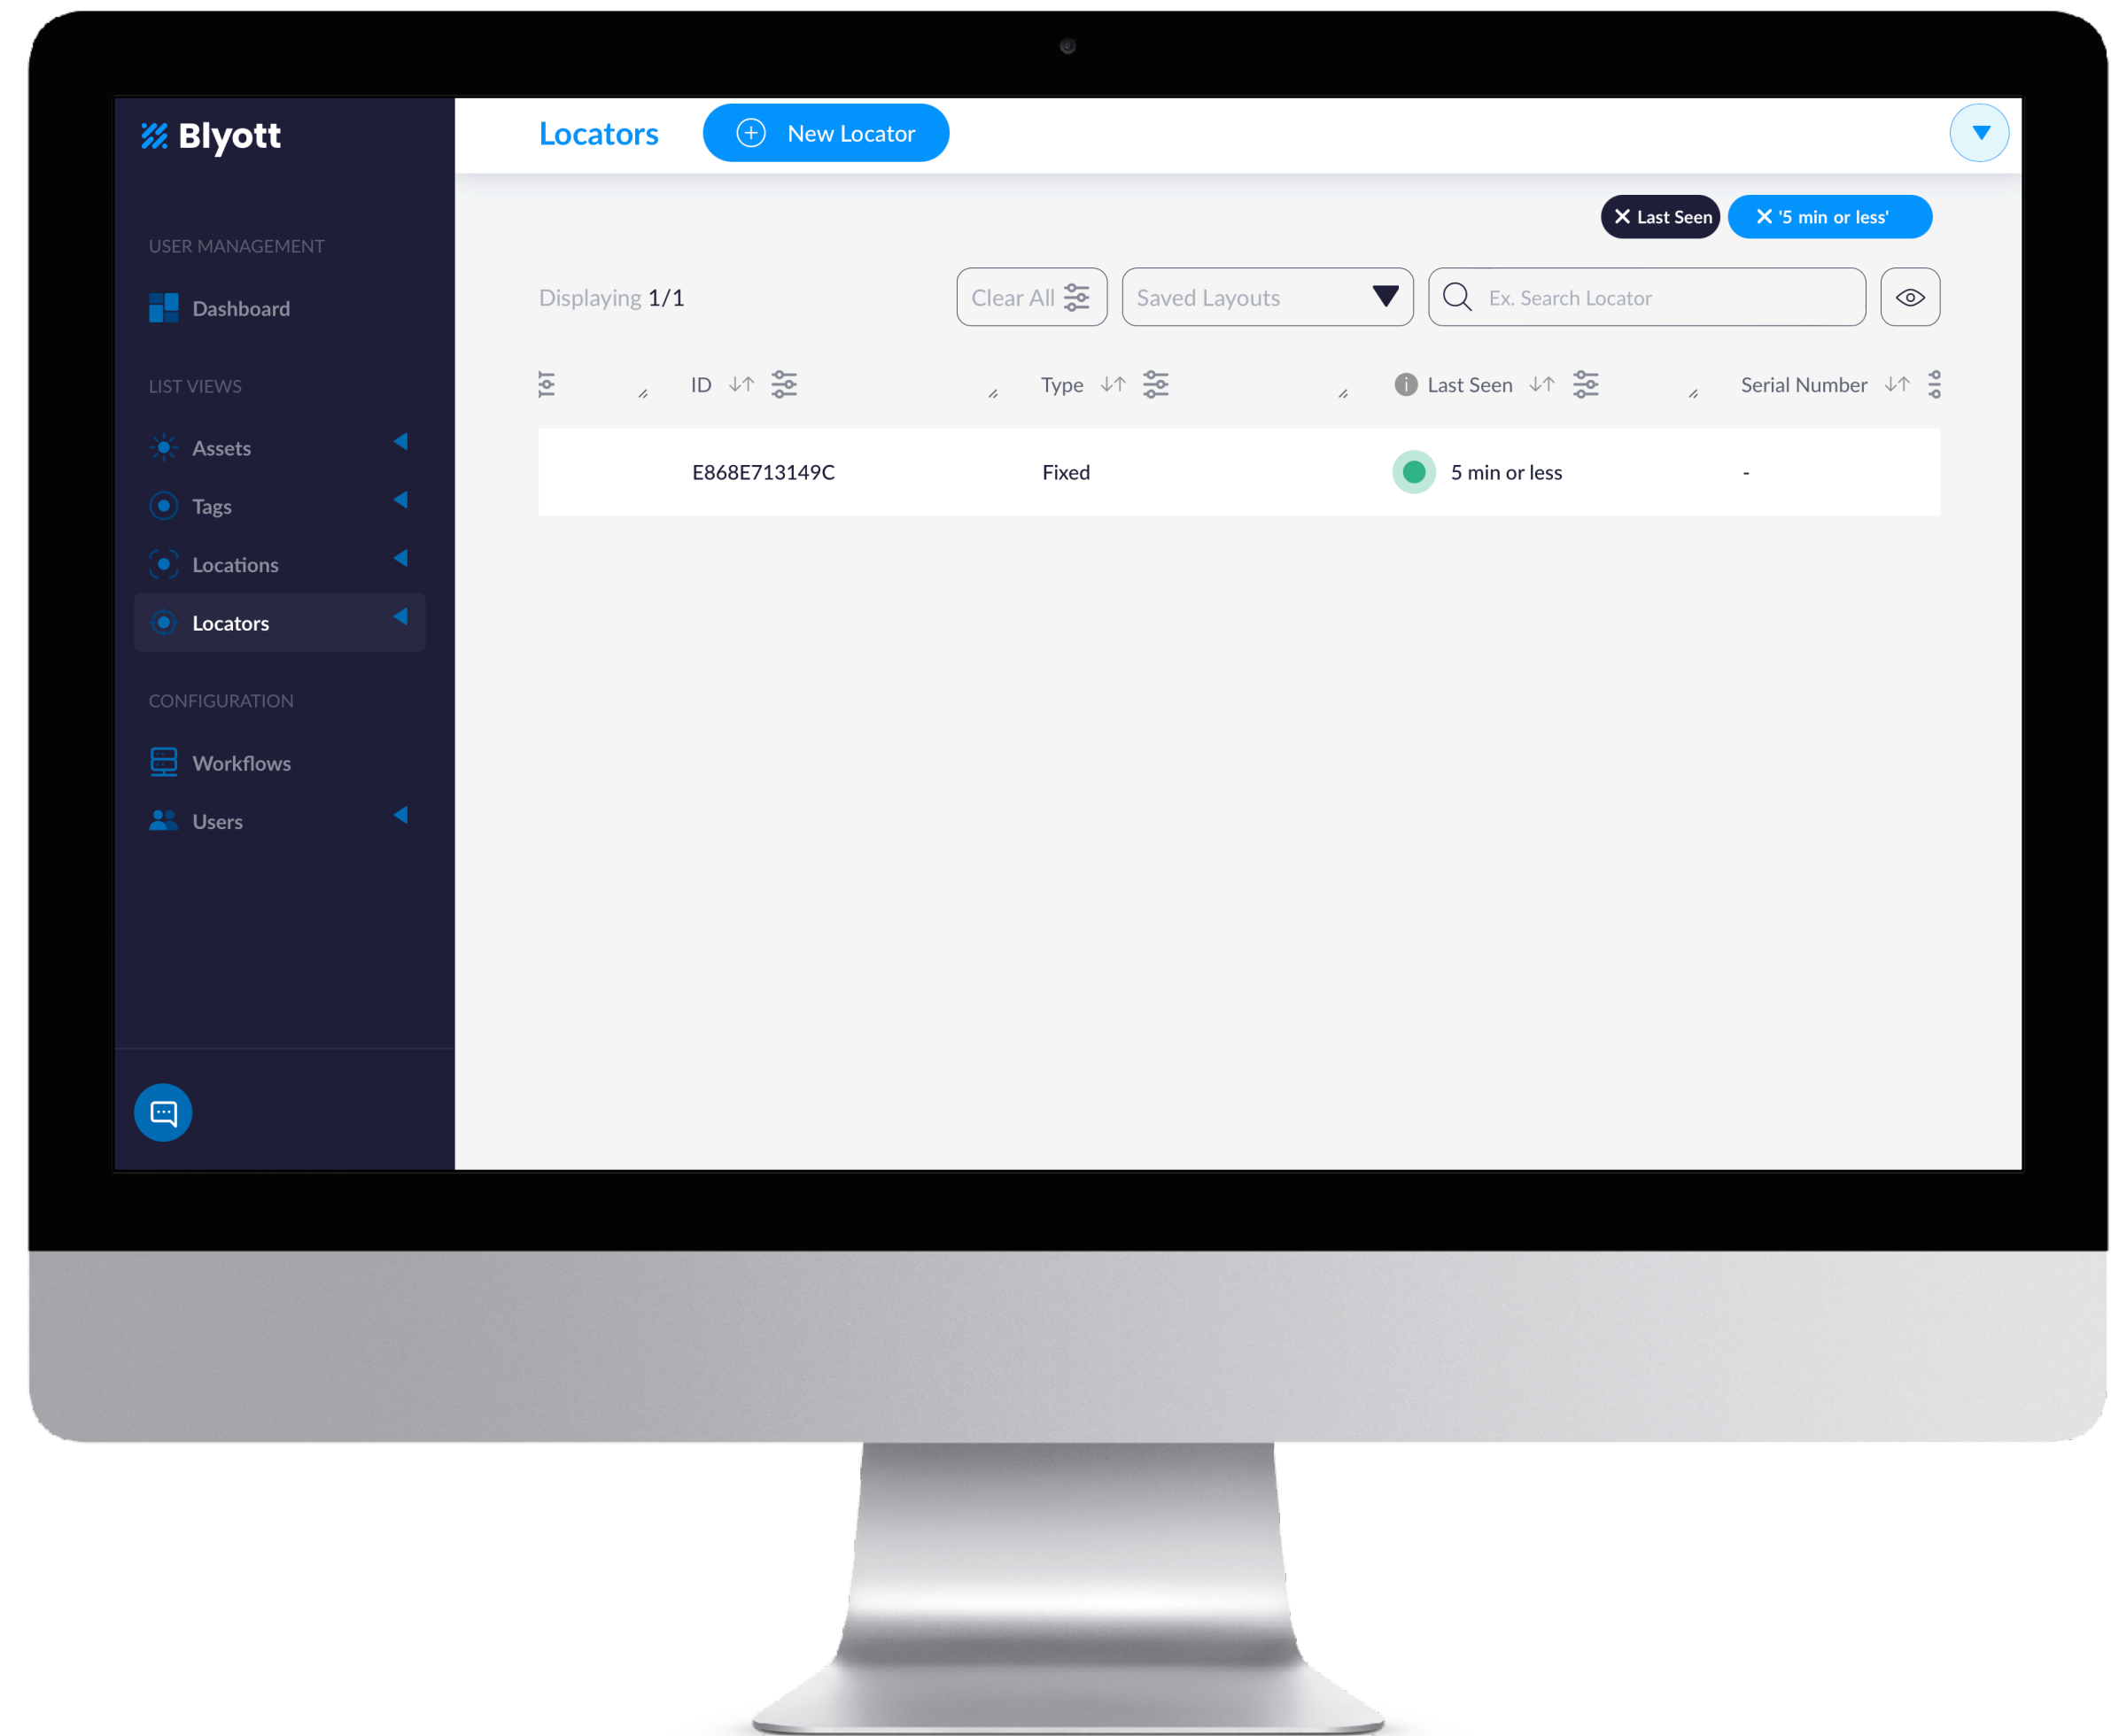 Blyott
USER MANAGEMENT
Dashboard
LIST VIEWS
Assets
Tags
Locations
Locators
CONFIGURATION
Workflows
Users
Locators
New Locator
Last Seen
'5 min or less'
Displaying 1/1
Clear All
Saved Layouts
Ex. Search Locator
ID
Type
i Last Seen
Serial Number
E868E713149C
Fixed
5 min or less
-